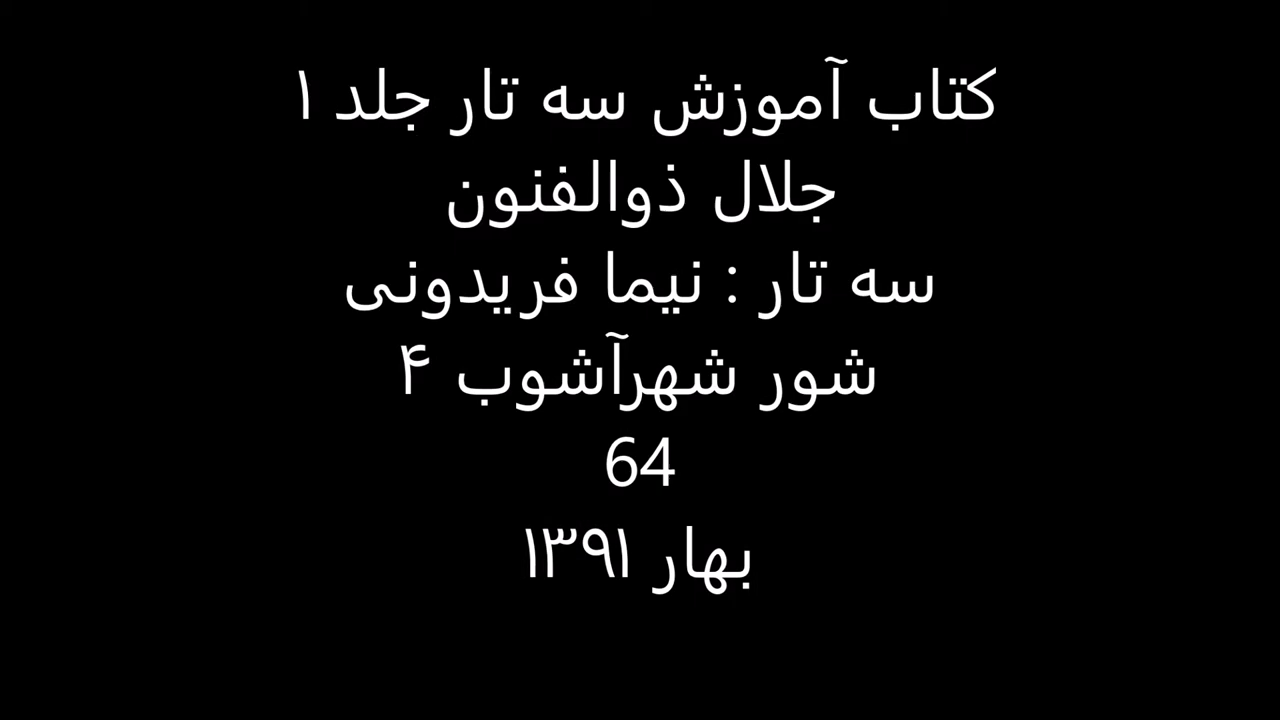 کتاب آموزش سه تار جلد ۱
جلال ذوالفنون
سه تار : نیما فریدونی
شور شهرآشوب ۴
64
بهار ۱۳۹۱